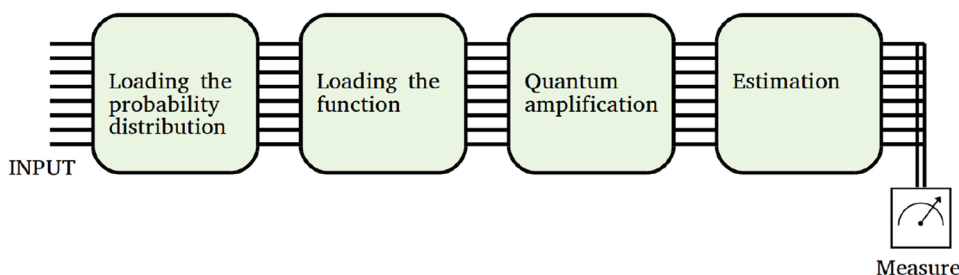 Loading the
probability
distribution
Loading the
function
Quantum
amplification
Estimation
INPUT
Measure